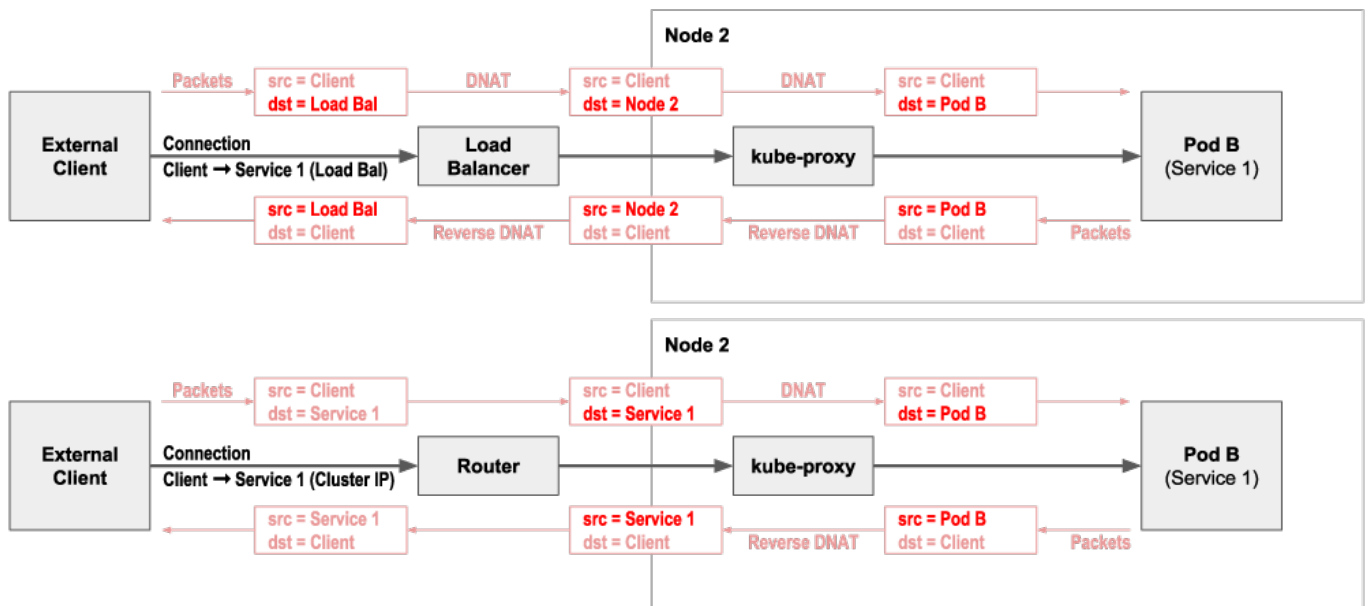 Node 2
Packets
src = Client
dst = Load Bal
DNAT
src = Client
dst = Node 2
DNAT
src = Client
dst = Pod B
External
Client
Connection
Client → Service 1 (Load Bal)
Load
Balancer
kube-proxy
Pod B
(Service 1)
src = Load Bal
dst = Client
Reverse DNAT
src = Node 2
dst = Client
Reverse DNAT
src = Pod B
dst = Client
Packets
Node 2
Packets
src = Client
dst = Service 1
src = Client
dst = Service 1
DNAT
src = Client
dst = Pod B
External
Client
Connection
Client → Service 1 (Cluster IP)
Router
kube-proxy
Pod B
(Service 1)
src = Service 1
dst = Client
src = Service 1
dst = Client
Reverse DNAT
src = Pod B
dst = Client
Packets